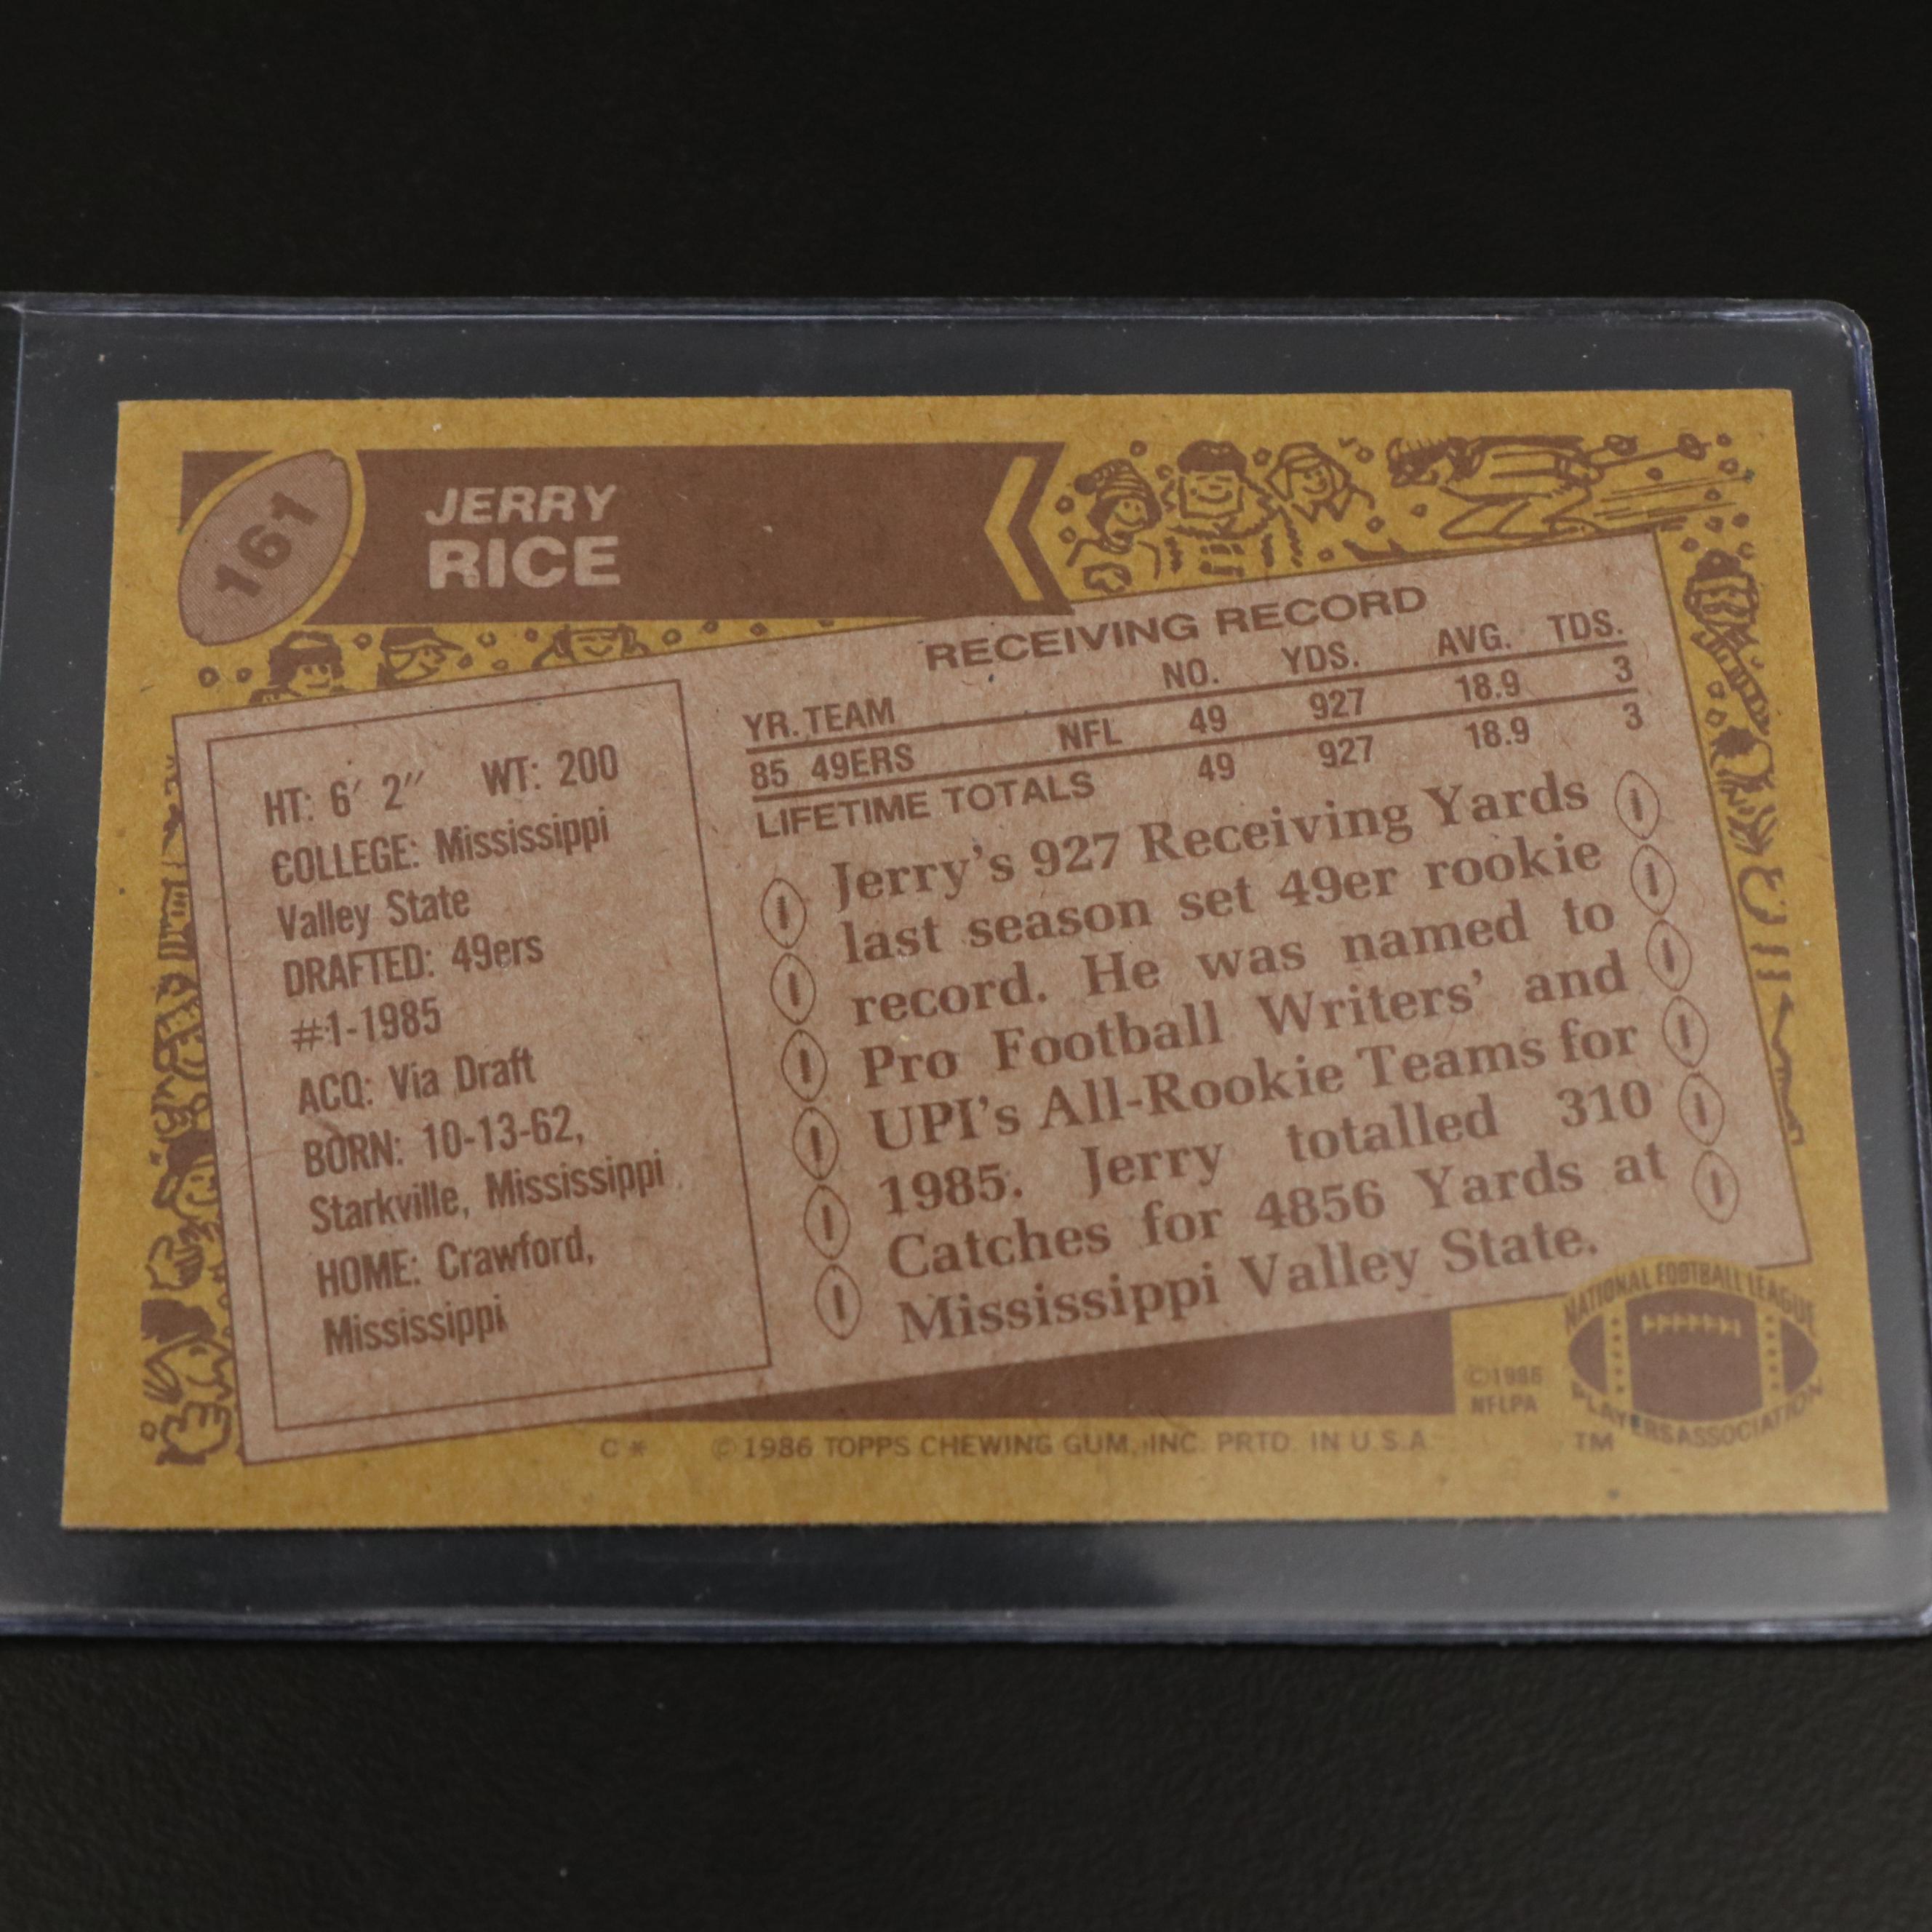 161
JERRY
RICE
RECEIVING RECORD
YR. TEAM NO. YDS. AVG. TDS.
85 49ERS NFL 49 927 18.9 3
LIFETIME TOTALS 49 927 18.9 3
HT: 6′ 2″ WT: 200
COLLEGE: Mississippi
Valley State
DRAFTED: 49ers
#1-1985
ACQ: Via Draft
BORN: 10-13-62,
Starkville, Mississippi
HOME: Crawford,
Mississippi
Jerry's 927 Receiving Yards
last season set 49er rookie
record. He was named to
Pro Football Writers' and
UPI's All-Rookie Teams for
1985. Jerry totalled 310
Catches for 4856 Yards at
Mississippi Valley State.
©1986
NFLPA
NATIONAL FOOTBALL LEAGUE
PLAYERS ASSOCIATION
TM
C* ©1986 TOPPS CHEWING GUM, INC. PRTD. IN U.S.A.